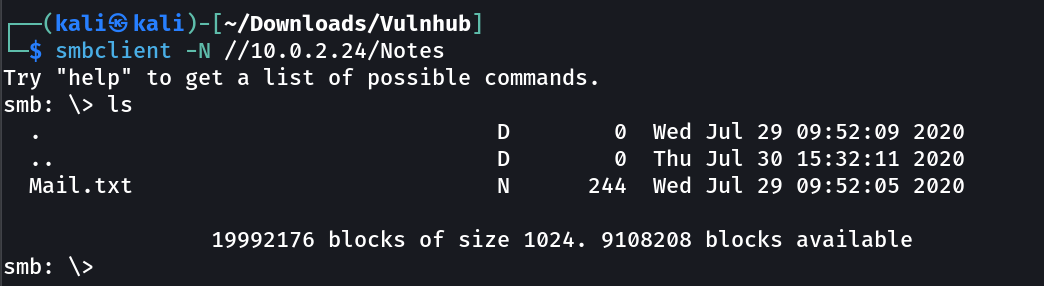 ┌──(kali㉿kali)-[~/Downloads/Vulnhub]
└─$ smbclient -N //10.0.2.24/Notes
Try "help" to get a list of possible commands.
smb: \> ls
  .                                   D        0  Wed Jul 29 09:52:09 2020
  ..                                  D        0  Thu Jul 30 15:32:11 2020
  Mail.txt                            N      244  Wed Jul 29 09:52:05 2020
                19992176 blocks of size 1024. 9108208 blocks available
smb: \>